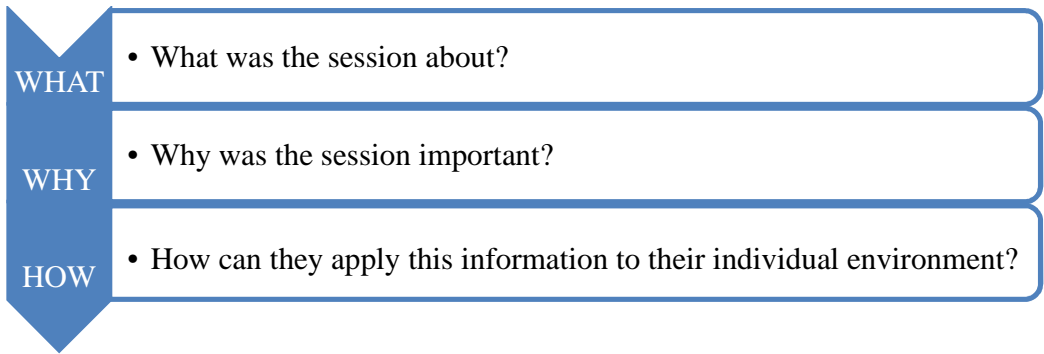 WHAT
• What was the session about?
WHY
• Why was the session important?
HOW
• How can they apply this information to their individual environment?